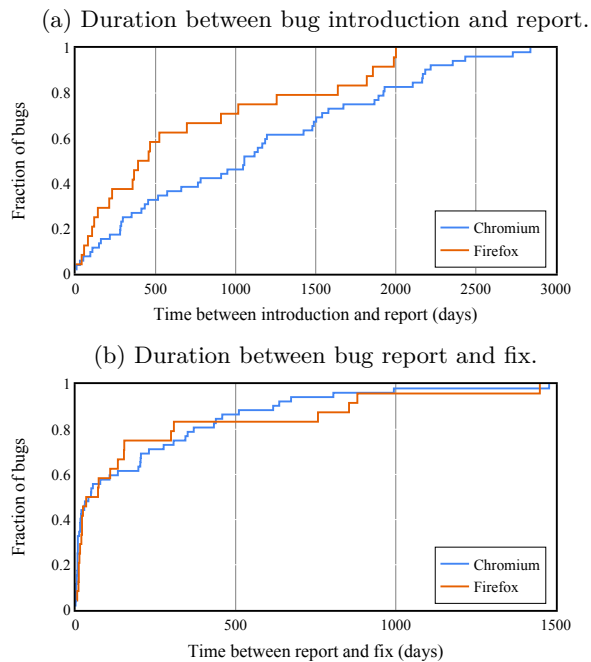 (a) Duration between bug introduction and report.
1
0.8
0.6
0.4
0.2
0
Fraction of bugs
Chromium
Firefox
0 500 1000 1500 2000 2500 3000
Time between introduction and report (days)
(b) Duration between bug report and fix.
1
0.8
0.6
0.4
0.2
0
Fraction of bugs
Chromium
Firefox
0 500 1000 1500
Time between report and fix (days)